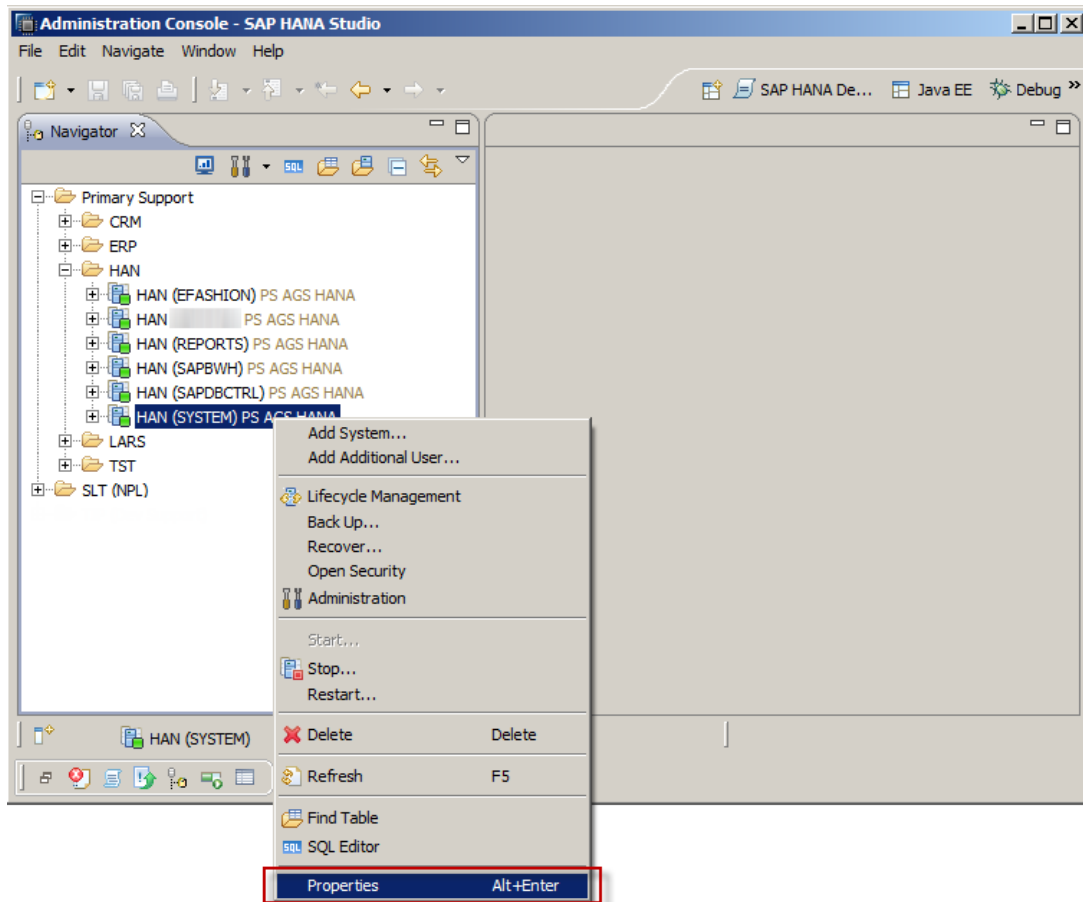 Administration Console - SAP HANA Studio
File Edit Navigate Window Help
SAP HANA De... Java EE Debug »
Navigator
SQL
Primary Support
CRM
ERP
HAN
HAN (EFASHION) PS AGS HANA
HAN PS AGS HANA
HAN (REPORTS) PS AGS HANA
HAN (SAPBWH) PS AGS HANA
HAN (SAPDBCTRL) PS AGS HANA
HAN (SYSTEM) PS AGS HANA
LARS
TST
SLT (NPL)
Add System...
Add Additional User...
Lifecycle Management
Back Up...
Recover...
Open Security
Administration
Start...
Stop...
Restart...
Delete Delete
Refresh F5
Find Table
SQL SQL Editor
Properties Alt+Enter
HAN (SYSTEM)